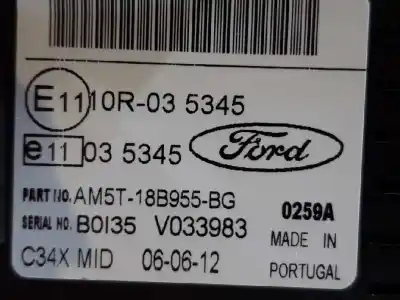 E11 10R-03 5345
e11 03 5345 Ford
PART NO. AM5T-18B955-BG 0259A
SERIAL NO. B0I35 V033983 MADE IN
C34X MID 06-06-12 PORTUGAL